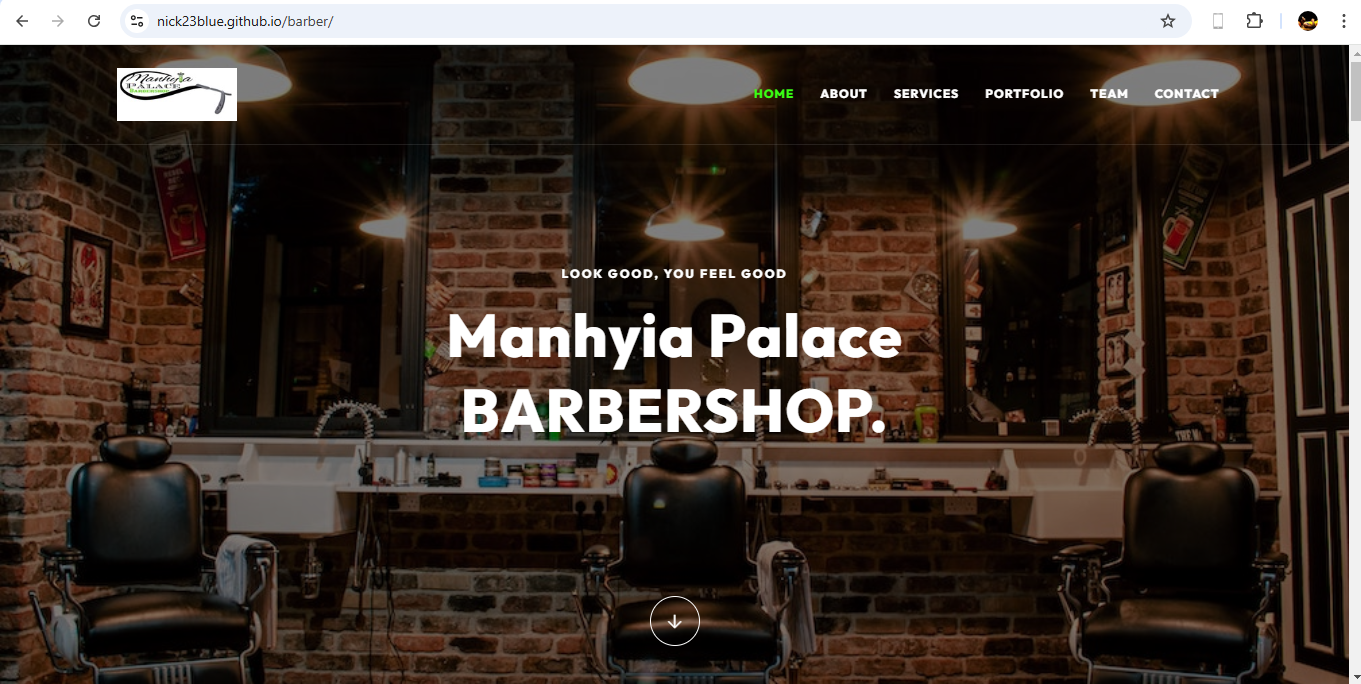 nick23blue.github.io/barber/
Manhyia
PALACE
BARBERSHOP
HOME ABOUT SERVICES PORTFOLIO TEAM CONTACT
LOOK GOOD, YOU FEEL GOOD
Manhyia Palace
BARBERSHOP.